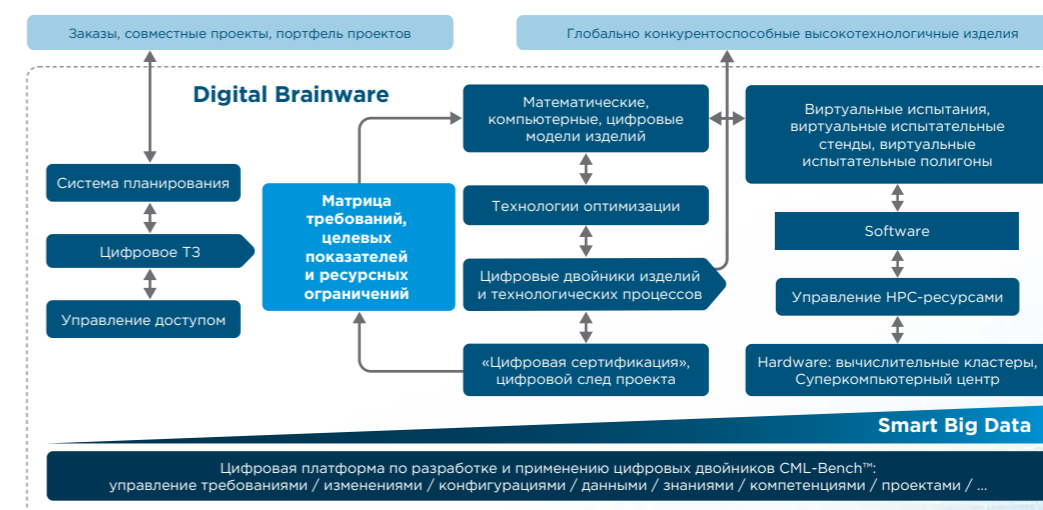 Заказы, совместные проекты, портфель проектов
Глобально конкурентоспособные высокотехнологичные изделия
Digital Brainware
Система планирования
Цифровое ТЗ
Управление доступом
Матрица
требований,
целевых
показателей
и ресурсных
ограничений
Математические,
компьютерные, цифровые
модели изделий
Технологии оптимизации
Цифровые двойники изделий
и технологических процессов
«Цифровая сертификация»,
цифровой след проекта
Виртуальные испытания,
виртуальные испытательные
стенды, виртуальные
испытательные полигоны
Software
Управление HPC-ресурсами
Hardware: вычислительные кластеры,
Суперкомпьютерный центр
Smart Big Data
Цифровая платформа по разработке и применению цифровых двойников CML-Bench™:
управление требованиями / изменениями / конфигурациями / данными / знаниями / компетенциями / проектами / ...